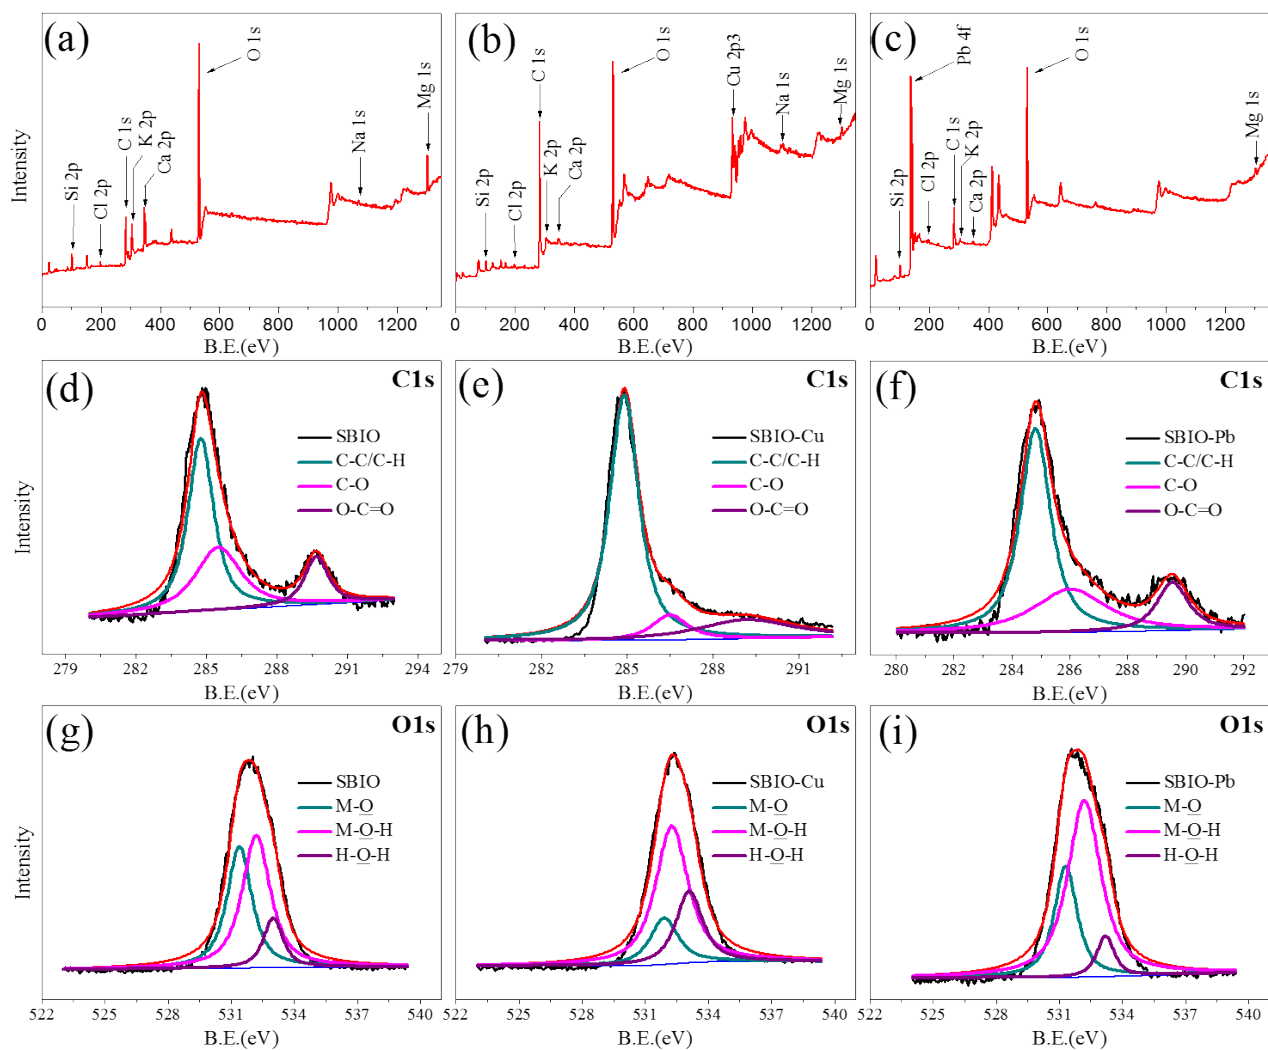 (a)
O 1s
Mg 1s
C 1s
K 2p
Ca 2p
Si 2p
Cl 2p
Na 1s
Intensity
0 200 400 600 800 1000 1200
B.E.(eV)
(b)
C 1s
O 1s
Cu 2p3
Na 1s
Mg 1s
Si 2p
Cl 2p
K 2p
Ca 2p
0 200 400 600 800 1000 1200
B.E.(eV)
(c)
Pb 4f
O 1s
Mg 1s
Si 2p
Cl 2p
C 1s
K 2p
Ca 2p
0 200 400 600 800 1000 1200
B.E.(eV)
(d)
C1s
SBIO
C-C/C-H
C-O
O-C=O
Intensity
279 282 285 288 291 294
B.E.(eV)
(e)
C1s
SBIO-Cu
C-C/C-H
C-O
O-C=O
279 282 285 288 291
B.E.(eV)
(f)
C1s
SBIO-Pb
C-C/C-H
C-O
O-C=O
280 282 284 286 288 290 292
B.E.(eV)
(g)
O1s
SBIO
M-O
M-O-H
H-O-H
Intensity
522 525 528 531 534 537 540
B.E.(eV)
(h)
O1s
SBIO-Cu
M-O
M-O-H
H-O-H
522 525 528 531 534 537 540
B.E.(eV)
(i)
O1s
SBIO-Pb
M-O
M-O-H
H-O-H
522 525 528 531 534 537 540
B.E.(eV)